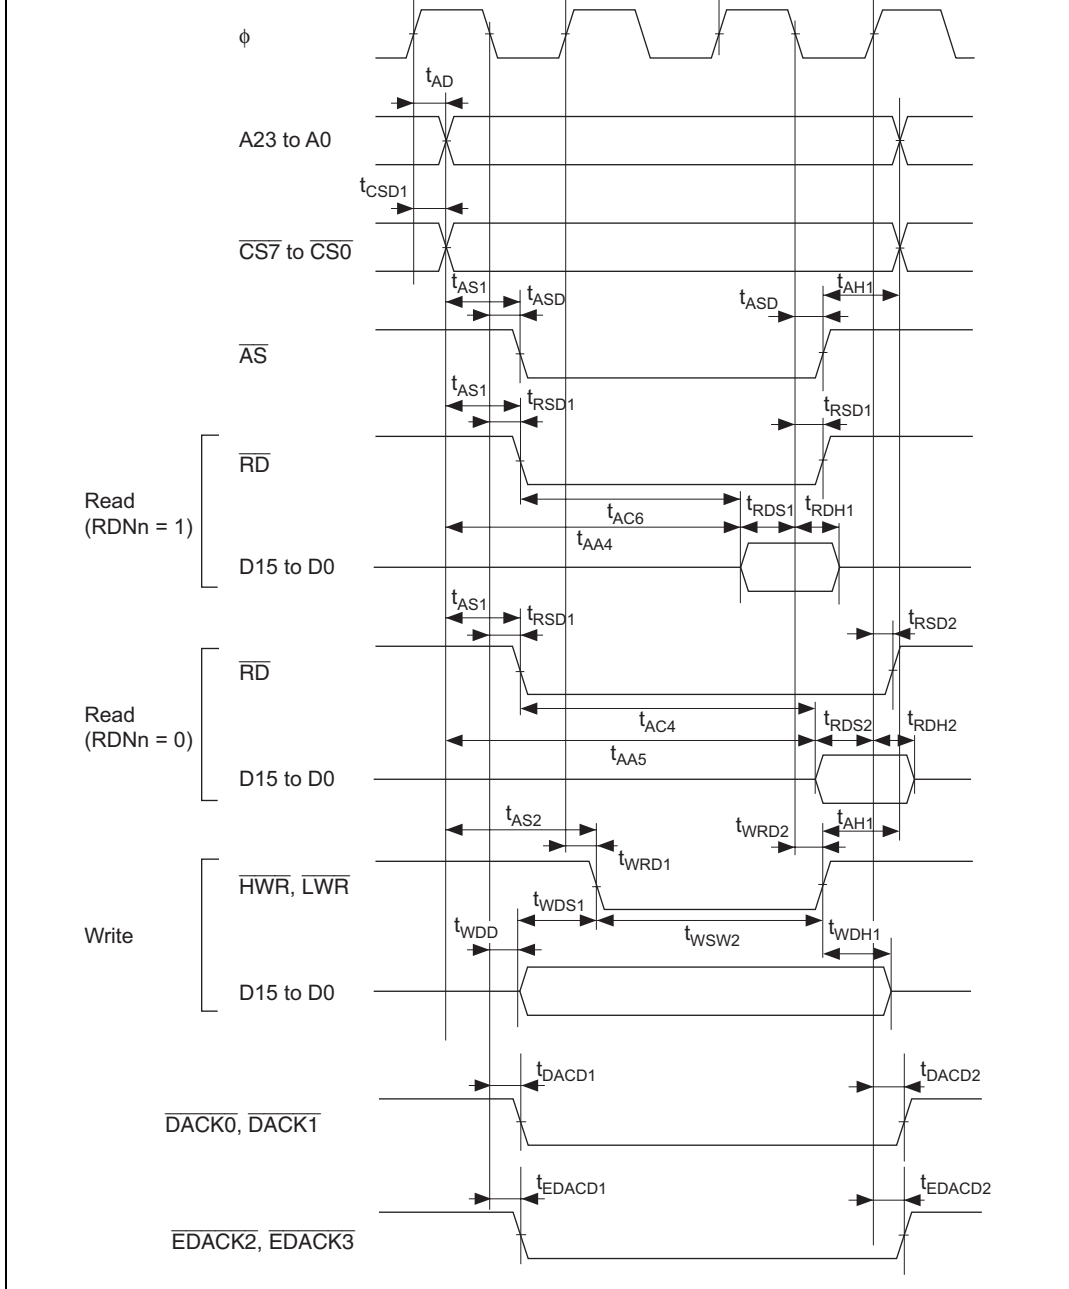 ϕ
tAD
A23 to A0
tCSD1
CS7 to CS0
tAS1 tASD tASD tAH1
AS
tAS1 tRSD1 tRSD1
RD
Read
(RDNn = 1)
tAC6 tRDS1 tRDH1
tAA4
D15 to D0
tAS1 tRSD1 tRSD2
RD
Read
(RDNn = 0)
tAC4 tRDS2 tRDH2
tAA5
D15 to D0
tAS2 tWRD2 tAH1
tWRD1
HWR, LWR
tWDS1
Write
tWDD tWSW2 tWDH1
D15 to D0
tDACD1 tDACD2
DACK0, DACK1
tEDACD1 tEDACD2
EDACK2, EDACK3